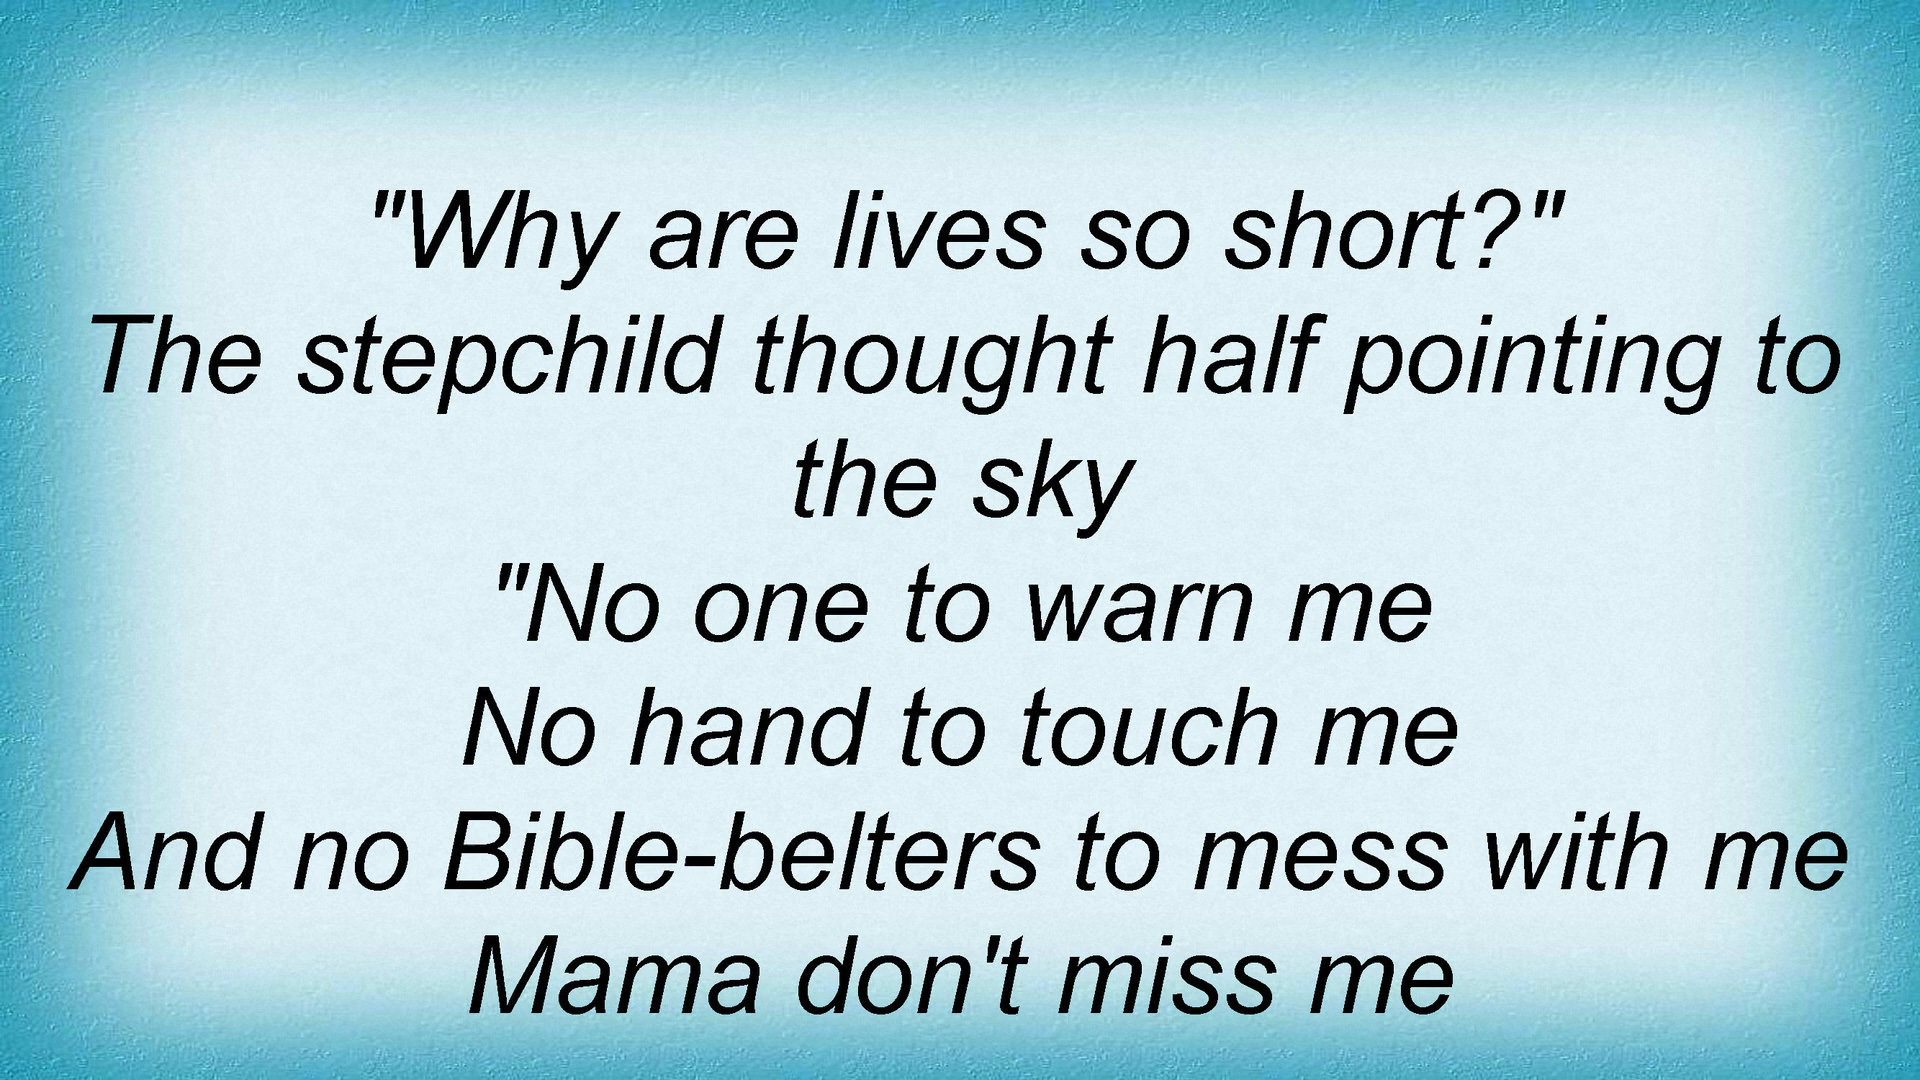 "Why are lives so short?"
The stepchild thought half pointing to
the sky
"No one to warn me
No hand to touch me
And no Bible-belters to mess with me
Mama don't miss me